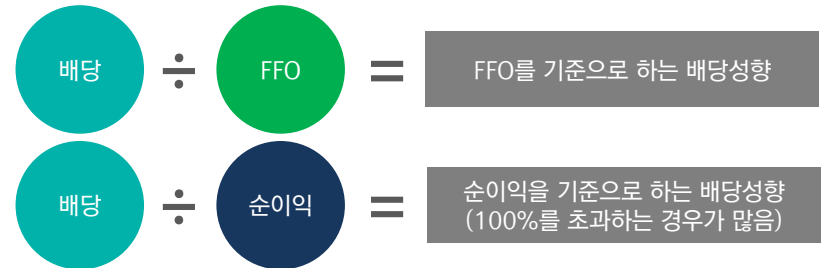 배당 ÷ FFO = FFO를 기준으로 하는 배당성향
배당 ÷ 순이익 = 순이익을 기준으로 하는 배당성향
(100%를 초과하는 경우가 많음)